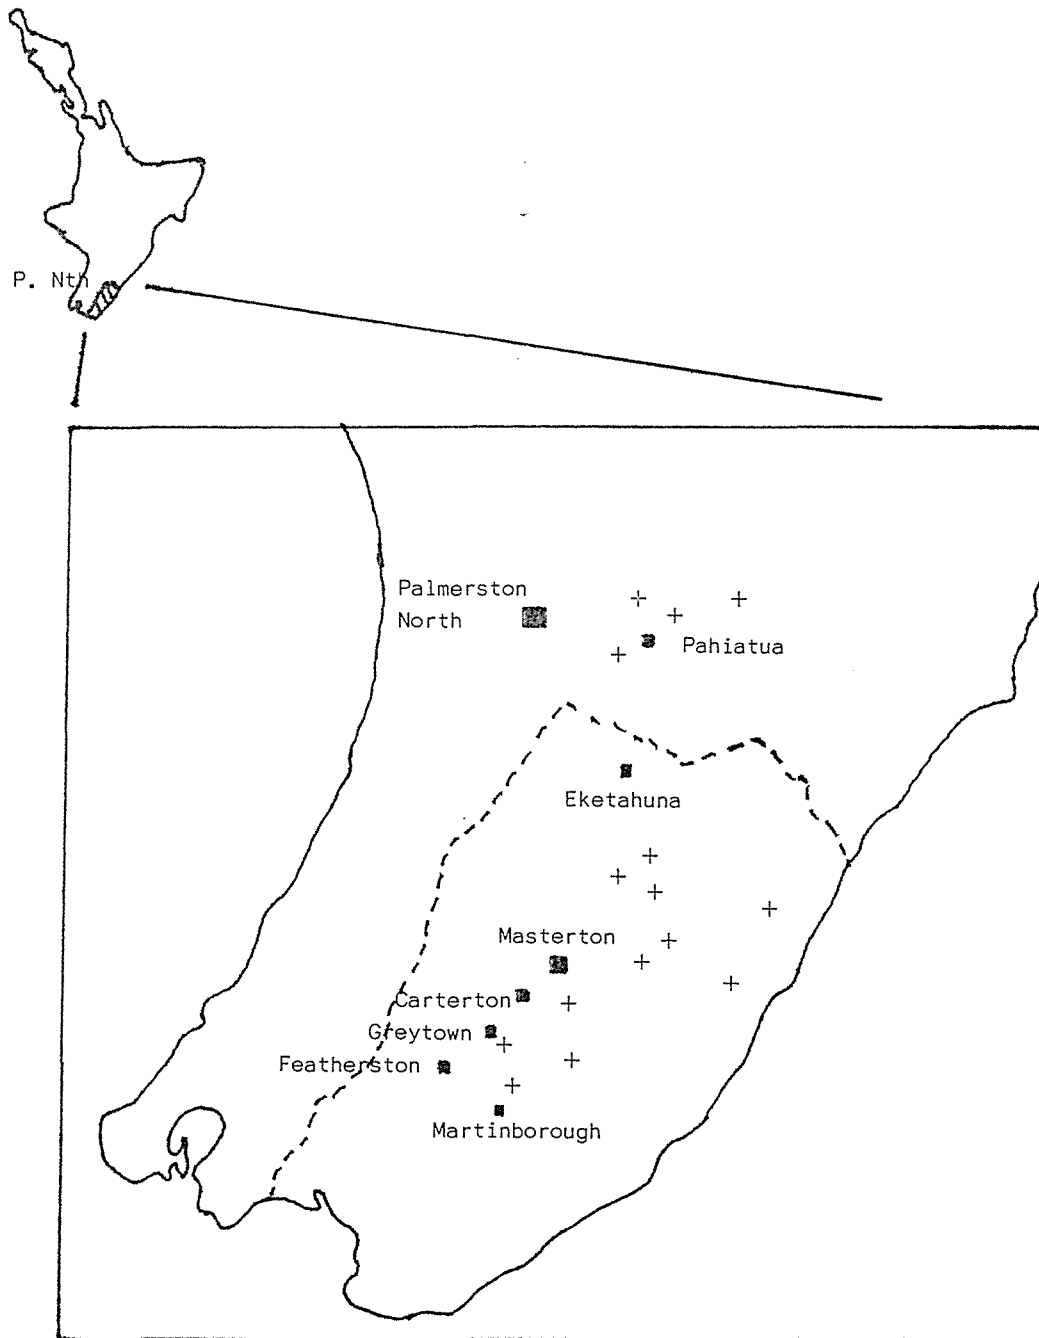 P. Nth
Palmerston
North
Pahiatua
Eketahuna
Masterton
Carterton
Greytown
Featherston
Martinborough